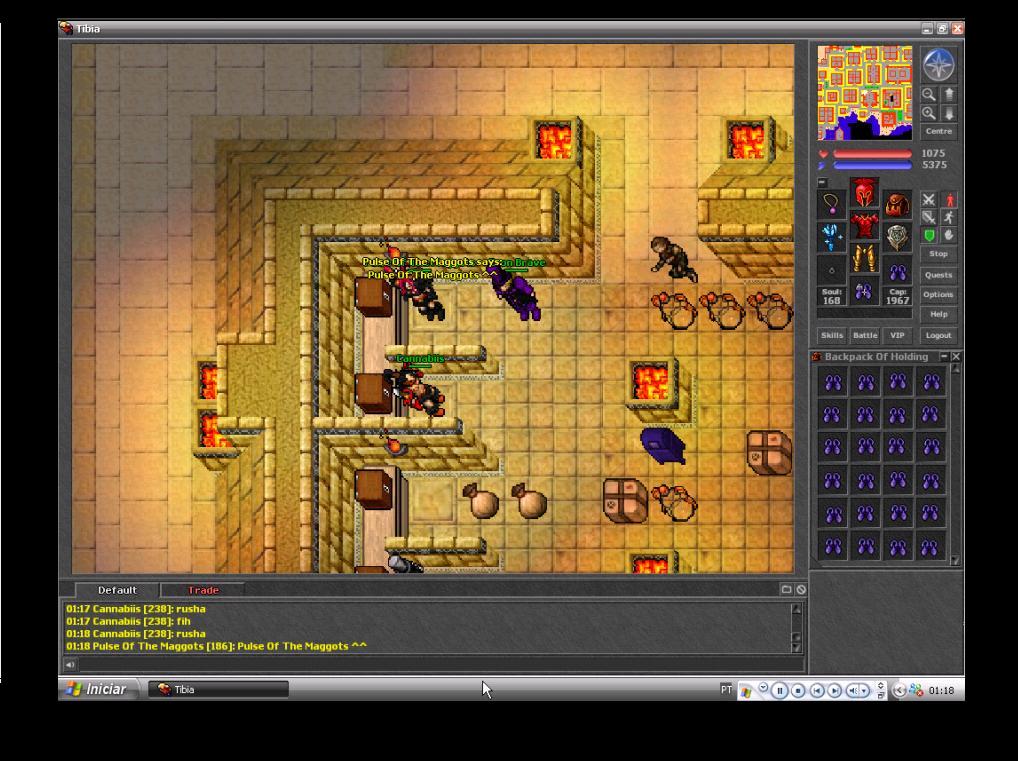 Tibia
Centre
1075
5375
Stop
Quests
Options
Help
Soul:
168
Cap:
1967
Skills
Battle
VIP
Logout
Backpack Of Holding
Pulse Of The Maggots says:
on Brave
Pulse Of The Maggots ^^
Cannabiis
Default
Trade
01:17 Cannabiis [238]: rusha
01:17 Cannabiis [238]: fih
01:18 Cannabiis [238]: rusha
01:18 Pulse Of The Maggots [186]: Pulse Of The Maggots ^^
Iniciar
Tibia
PT
01:18